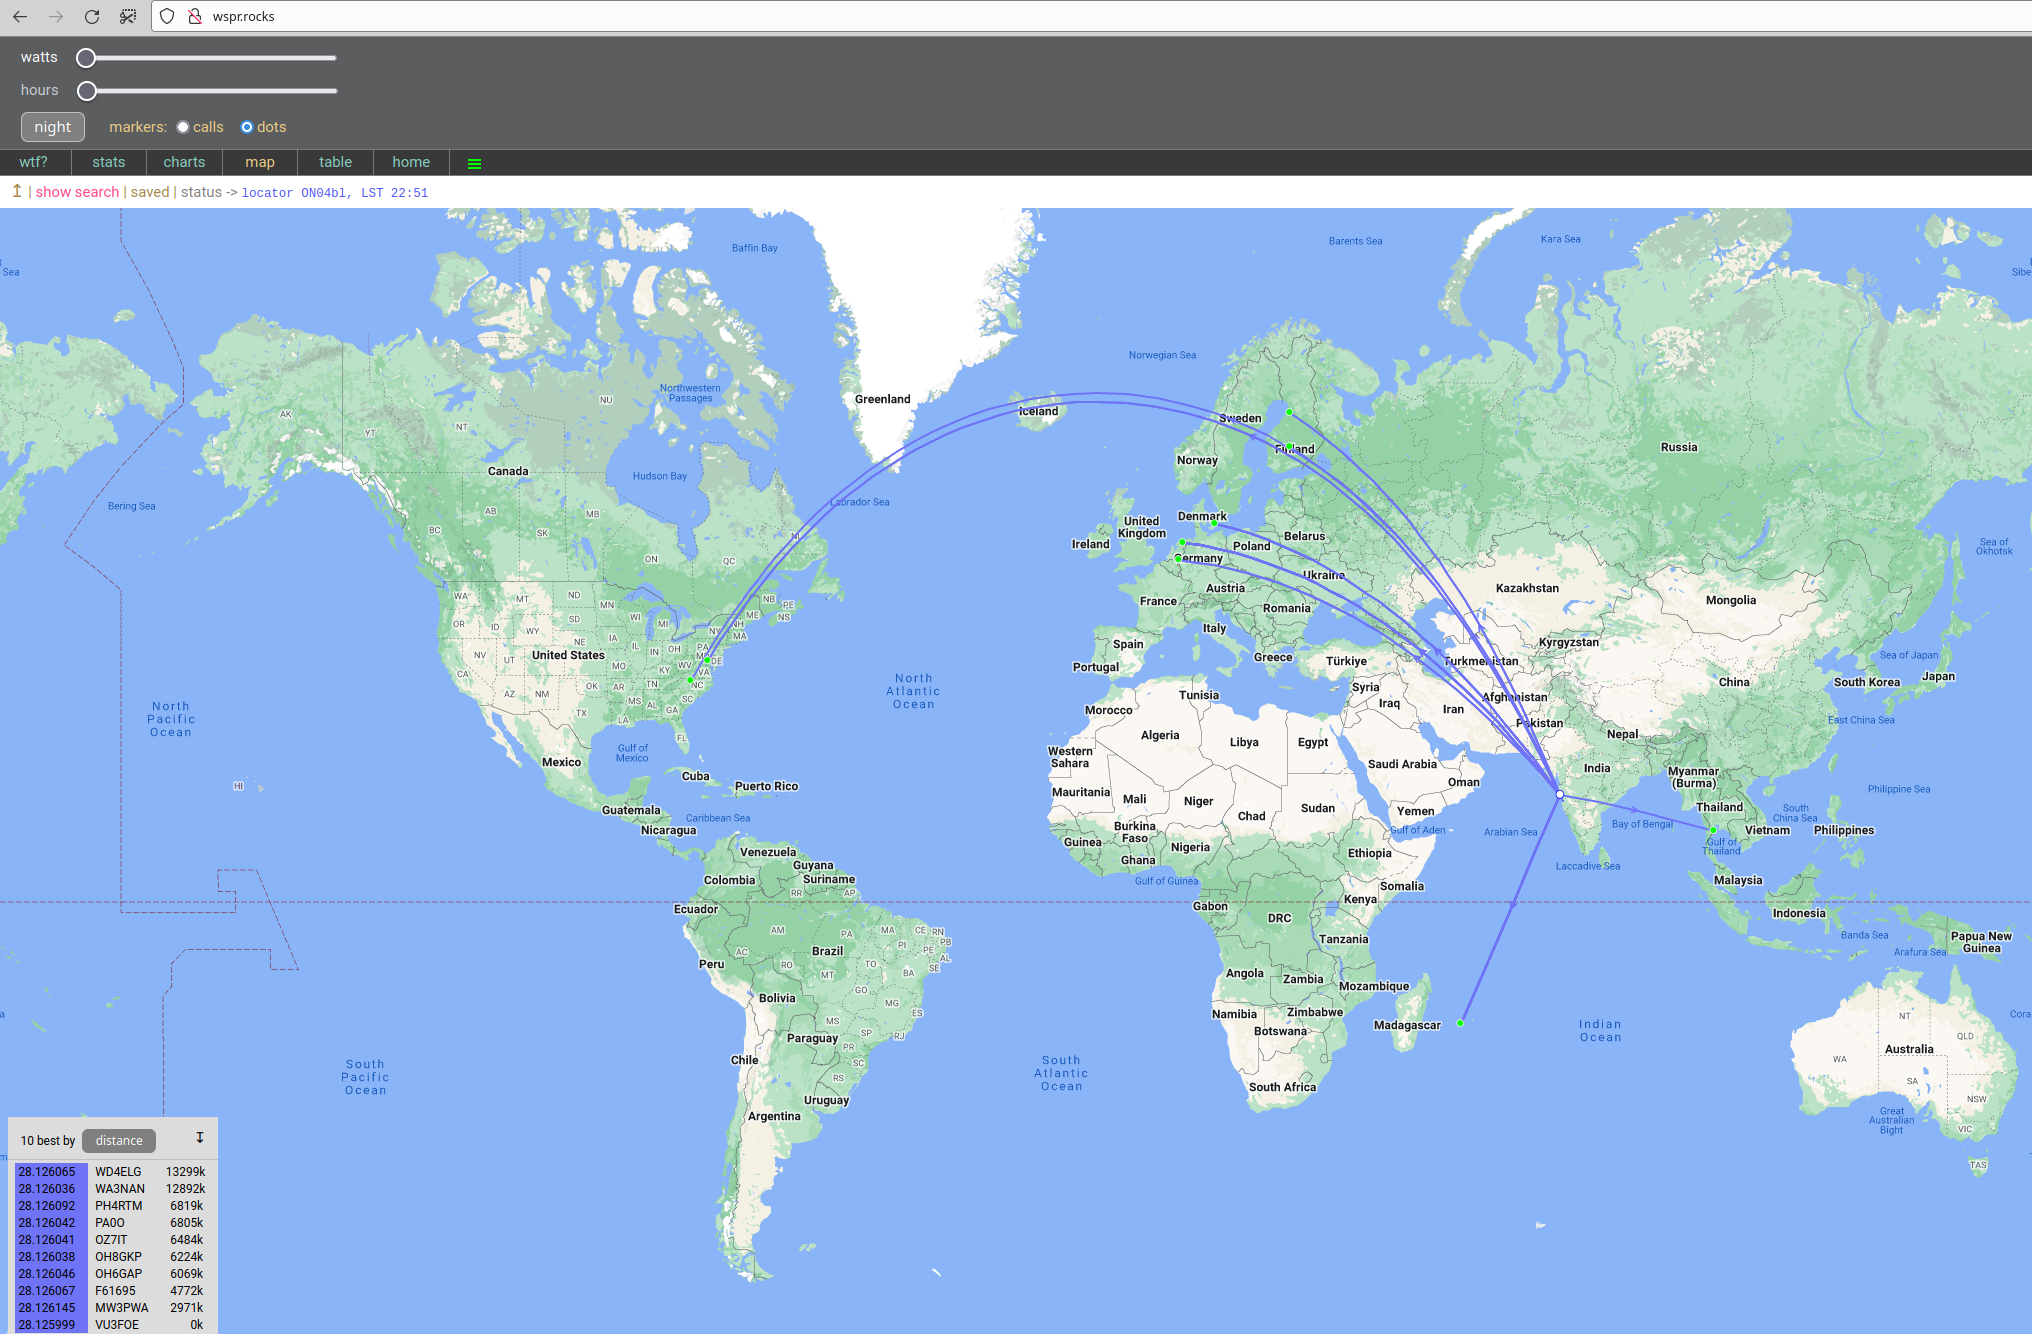 wspr.rocks
watts
hours
night markers: calls dots
wtf? stats charts map table home
↥ | show search | saved | status -> locator ON04bl, LST 22:51
Baffin Bay
Barents Sea
Kara Sea
Sea
Norwegian Sea
Northwestern
Passages
Greenland
Iceland
NU
AK
YT
NT
Sweden
Finland
Norway
Russia
Canada
Hudson Bay
Labrador Sea
Bering Sea
AB
MB
SK
BC
ON
QC
NL
Denmark
United
Kingdom
Ireland
Belarus
Poland
Germany
Sea of
Okhotsk
Ukraine
Austria
Kazakhstan
France
Romania
Mongolia
WA
MT
ND
MN
NB
PE
ME
NS
OR
ID
WY
SD
WI
MI
NY
NH
MA
Italy
Spain
Portugal
Greece
Türkiye
Turkmenistan
Kyrgyzstan
NV
UT
United States
NE
IA
IL
IN
OH
PA
DE
MO
KY
WV
VA
CA
AZ
NM
OK
AR
TN
NC
SC
MS
AL
GA
TX
LA
FL
Sea of Japan
Japan
South Korea
China
Syria
Iraq
Iran
Afghanistan
Pakistan
North
Atlantic
Ocean
North
Pacific
Ocean
Tunisia
Morocco
Algeria
Libya
Egypt
East China Sea
Nepal
Western
Sahara
Gulf of
Mexico
Mexico
Cuba
Puerto Rico
HI
Saudi Arabia
Oman
India
Myanmar
(Burma)
Mauritania
Mali
Niger
Chad
Sudan
Yemen
Philippine Sea
Guatemala
Caribbean Sea
Nicaragua
Burkina
Faso
Guinea
Ghana
Nigeria
Gulf of Aden
Arabian Sea
Bay of Bengal
Thailand
South
China Sea
Vietnam
Philippines
Gulf of
Thailand
Ethiopia
Laccadive Sea
Venezuela
Guyana
Suriname
Colombia
RR
AP
Gulf of Guinea
Somalia
Malaysia
Ecuador
Gabon
Kenya
DRC
Indonesia
AM
PA
MA
CE
RN
PB
PI
PE
AL
SE
AC
Brazil
TO
RO
MT
BA
Peru
Tanzania
Banda Sea
Arafura Sea
Papua New
Guinea
Angola
Zambia
Mozambique
Bolivia
GO
MG
ES
MS
SP
RJ
Namibia
Zimbabwe
Botswana
Madagascar
Indian
Ocean
NT
QLD
Cora
Paraguay
PR
SC
RS
Chile
WA
Australia
SA
NSW
South
Pacific
Ocean
South
Atlantic
Ocean
South Africa
Uruguay
Argentina
Great
Australian
Bight
VIC
TAS
10 best by distance ↧
28.126065 WD4ELG 13299k
28.126036 WA3NAN 12892k
28.126092 PH4RTM 6819k
28.126042 PA0O 6805k
28.126041 OZ7IT 6484k
28.126038 OH8GKP 6224k
28.126046 OH6GAP 6069k
28.126067 F61695 4772k
28.126145 MW3PWA 2971k
28.125999 VU3FOE 0k